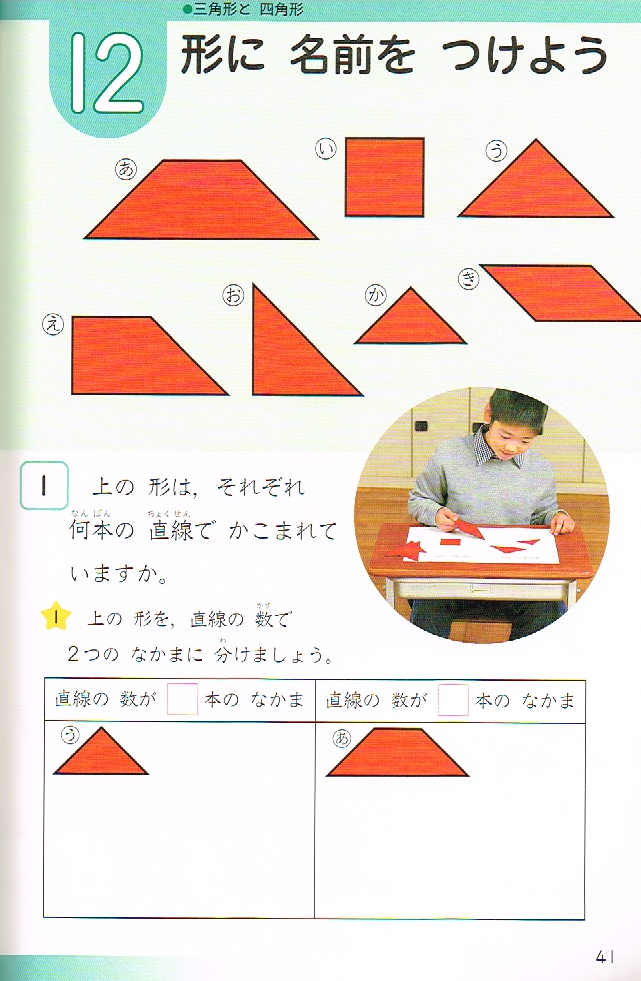 ●三角形と 四角形
12
形に 名前を つけよう
あ
い
う
え
お
か
き
1
上の 形は，それぞれ
なんぼん ちょくせん
何本の 直線で かこまれて
いますか。
かず
1 上の 形を，直線の 数で
わ
2つの なかまに 分けましょう。
直線の 数が □ 本の なかま
直線の 数が □ 本の なかま
う
あ
41